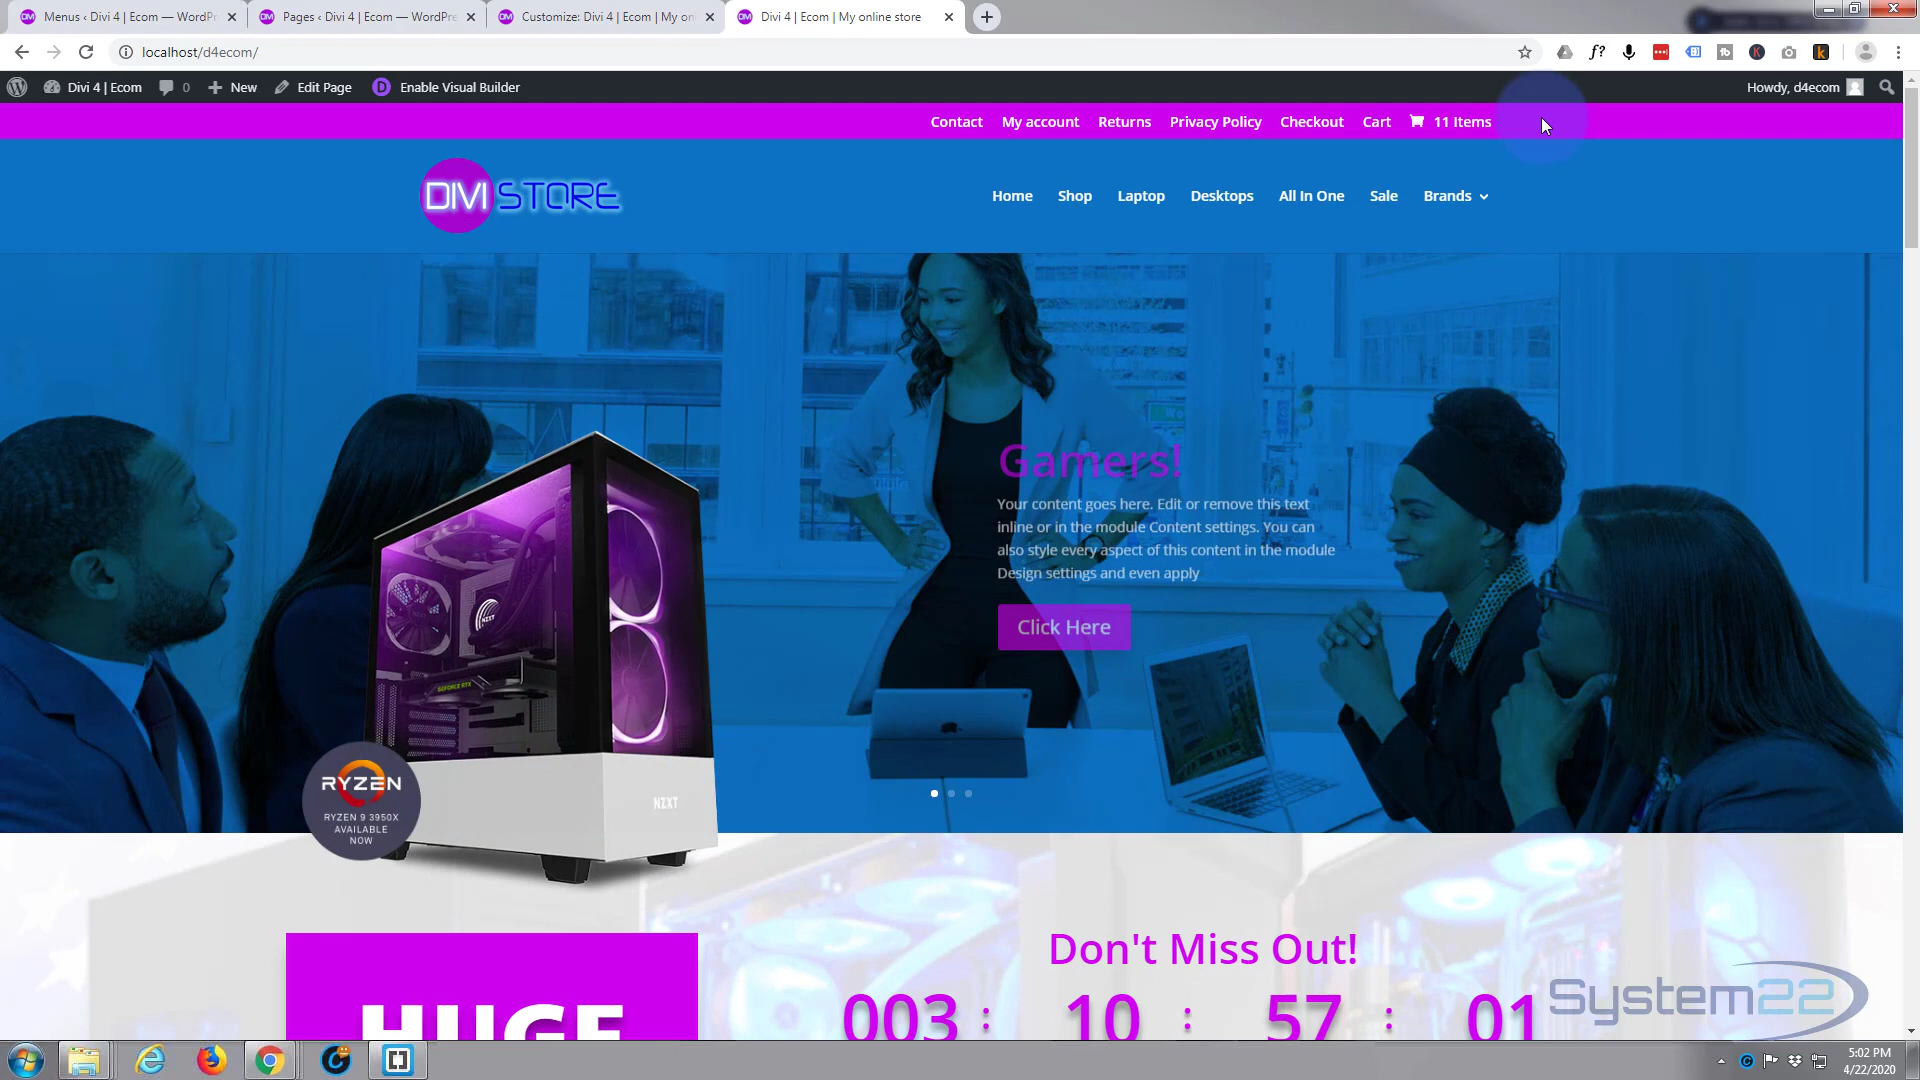 Menus ‹ Divi 4 | Ecom — WordPr
Pages ‹ Divi 4 | Ecom — WordPre
Customize: Divi 4 | Ecom | My on
Divi 4 | Ecom | My online store
localhost/d4ecom/
Divi 4 | Ecom
0
New
Edit Page
Enable Visual Builder
Howdy, d4ecom
Contact
My account
Returns
Privacy Policy
Checkout
Cart
11 Items
DIVI STORE
Home
Shop
Laptop
Desktops
All In One
Sale
Brands
Gamers!
Your content goes here. Edit or remove this text
inline or in the module Content settings. You can
also style every aspect of this content in the module
Design settings and even apply
Click Here
NZXT
GEFORCE RTX
NZXT
RYZEN
RYZEN 9 3950X
AVAILABLE
NOW
HUGE
Don't Miss Out!
003 : 10 : 57 : 01
System22
5:02 PM
4/22/2020